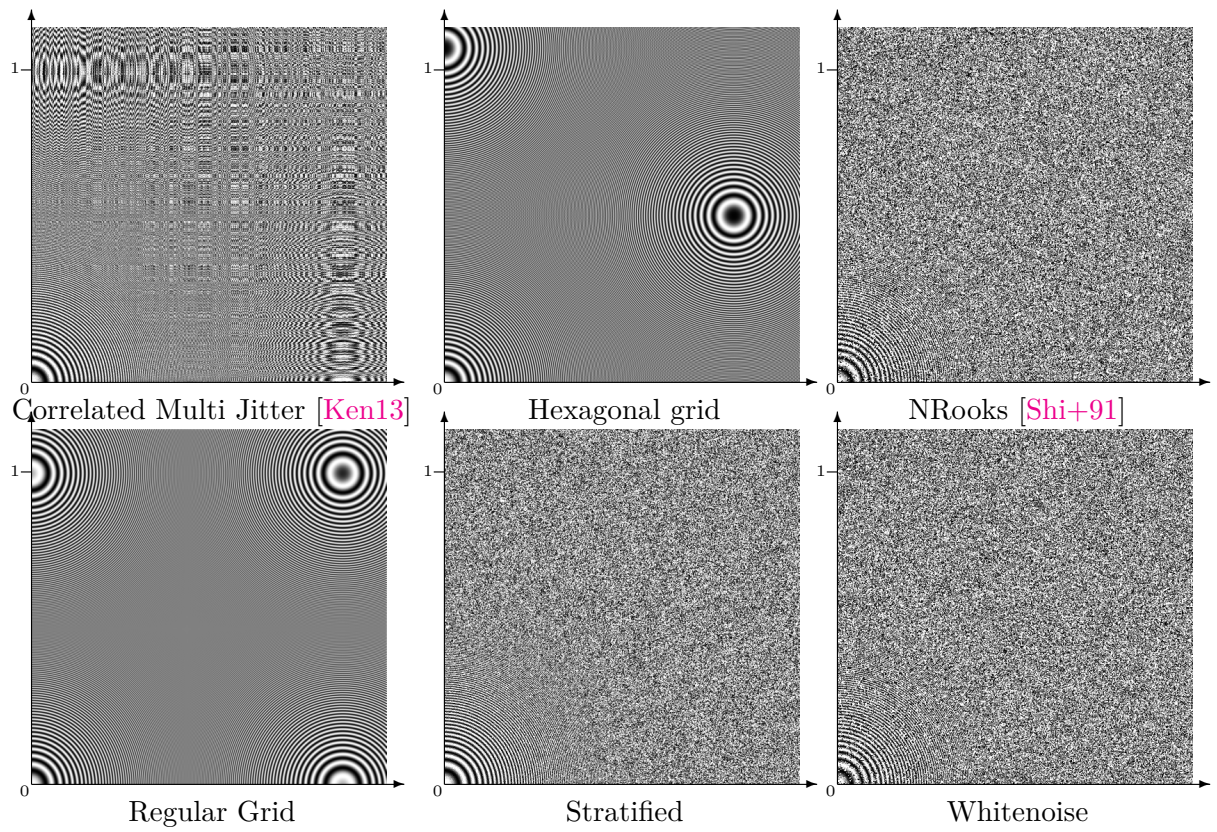 1
0
1
0
1
0
Correlated Multi Jitter [Ken13]
Hexagonal grid
NRooks [Shi+91]
1
0
1
0
1
0
Regular Grid
Stratified
Whitenoise